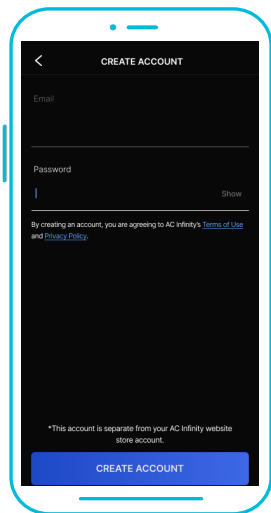 CREATE ACCOUNT
Email
Password
Show
By creating an account, you are agreeing to AC Infinity's Terms of Use
and Privacy Policy.
*This account is separate from your AC Infinity website
store account.
CREATE ACCOUNT